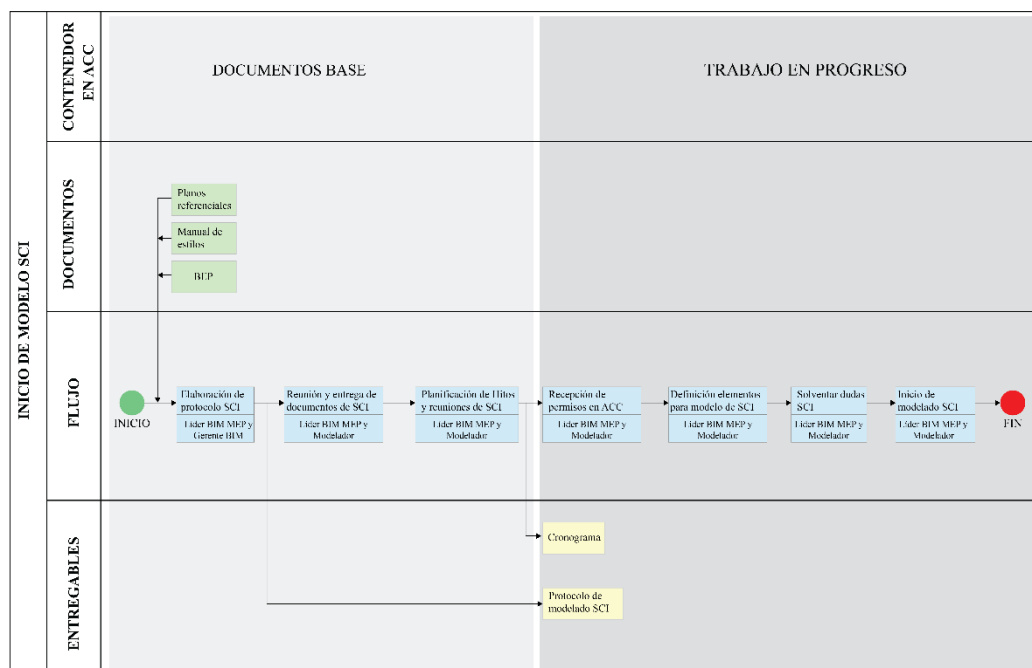 INICIO DE MODELO SCI
CONTENEDOR
EN ACC
DOCUMENTOS BASE
TRABAJO EN PROGRESO
DOCUMENTOS
Planos
referenciales
Manual de
estilos
BEP
FLUJO
INICIO
Elaboración de
protocolo SCI
Líder BIM MEP y
Gerente BIM
Reunión y entrega de
documentos de SCI
Líder BIM MEP y
Modelador
Planificación de Hitos
y reuniones de SCI
Líder BIM MEP y
Modelador
Recepción de
permisos en ACC
Líder BIM MEP y
Modelador
Definición elementos
para modelo de SCI
Líder BIM MEP y
Modelador
Solventar dudas
SCI
Líder BIM MEP y
Modelador
Inicio de
modelado SCI
Líder BIM MEP y
Modelador
FIN
ENTREGABLES
Cronograma
Protocolo de
modelado SCI